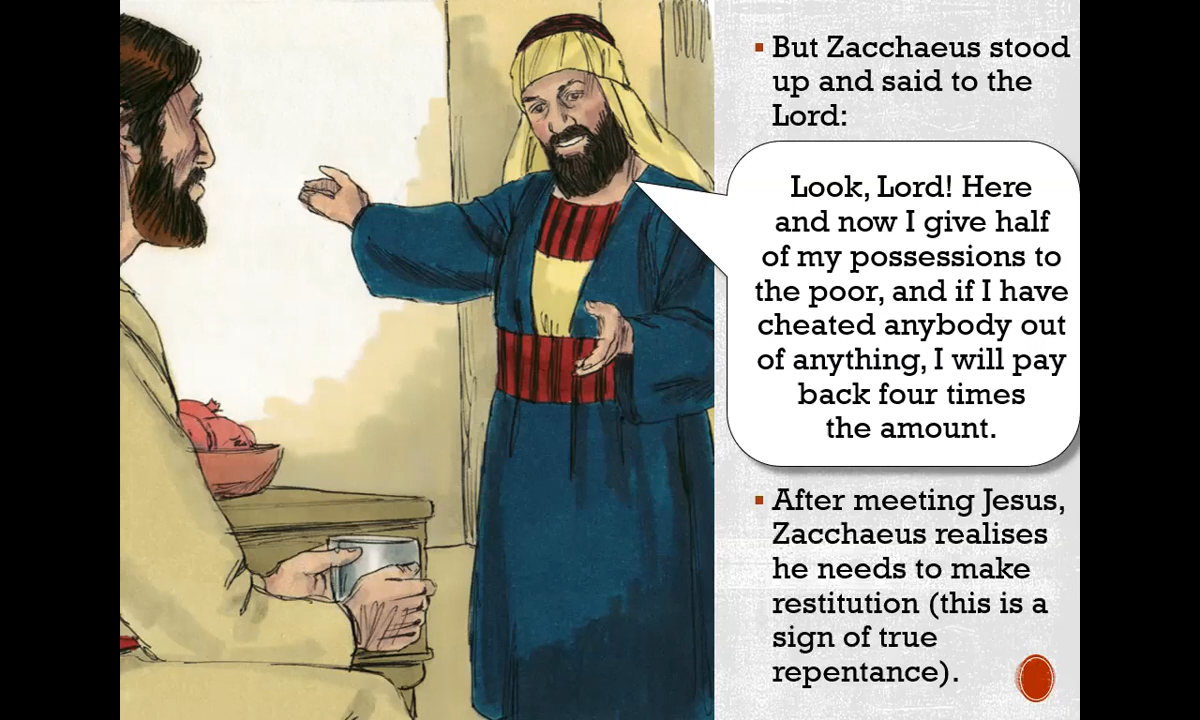 But Zacchaeus stood
up and said to the
Lord:
Look, Lord! Here
and now I give half
of my possessions to
the poor, and if I have
cheated anybody out
of anything, I will pay
back four times
the amount.
After meeting Jesus,
Zacchaeus realises
he needs to make
restitution (this is a
sign of true
repentance).